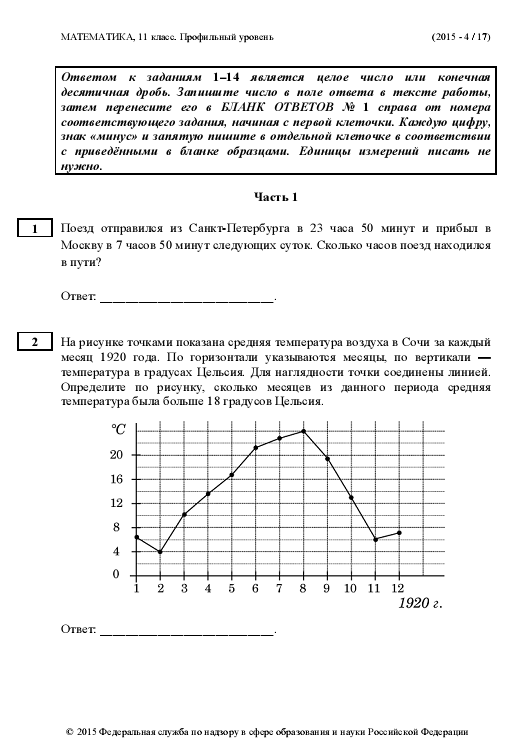 МАТЕМАТИКА, 11 класс. Профильный уровень (2015 - 4 / 17)
Ответом к заданиям 1–14 является целое число или конечная
десятичная дробь. Запишите число в поле ответа в тексте работы,
затем перенесите его в БЛАНК ОТВЕТОВ № 1 справа от номера
соответствующего задания, начиная с первой клеточки. Каждую цифру,
знак «минус» и запятую пишите в отдельной клеточке в соответствии
с приведёнными в бланке образцами. Единицы измерений писать не
нужно.
Часть 1
1 Поезд отправился из Санкт-Петербурга в 23 часа 50 минут и прибыл в
Москву в 7 часов 50 минут следующих суток. Сколько часов поезд находился
в пути?
Ответ: ___________________________.
2 На рисунке точками показана средняя температура воздуха в Сочи за каждый
месяц 1920 года. По горизонтали указываются месяцы, по вертикали —
температура в градусах Цельсия. Для наглядности точки соединены линией.
Определите по рисунку, сколько месяцев из данного периода средняя
температура была больше 18 градусов Цельсия.
°C
20
16
12
8
4
0
1 2 3 4 5 6 7 8 9 10 11 12
1920 г.
Ответ: ___________________________.
© 2015 Федеральная служба по надзору в сфере образования и науки Российской Федерации